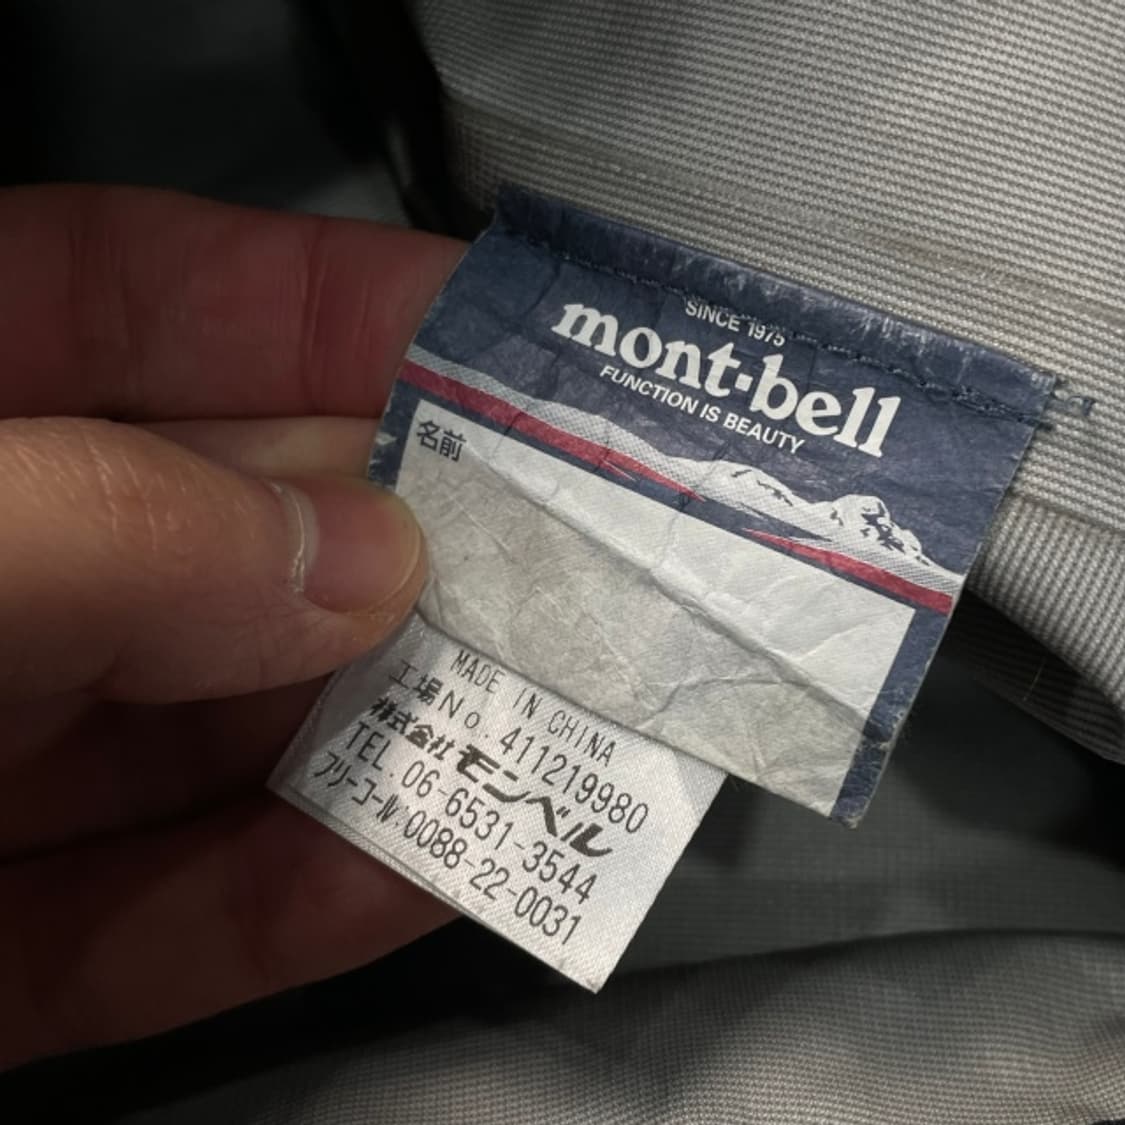 SINCE 1975
mont-bell
FUNCTION IS BEAUTY
名前
MADE IN CHINA
工場No. 411219980
株式会社モンベル
TEL. 06-6531-3544
フリーコール:0088-22-0031